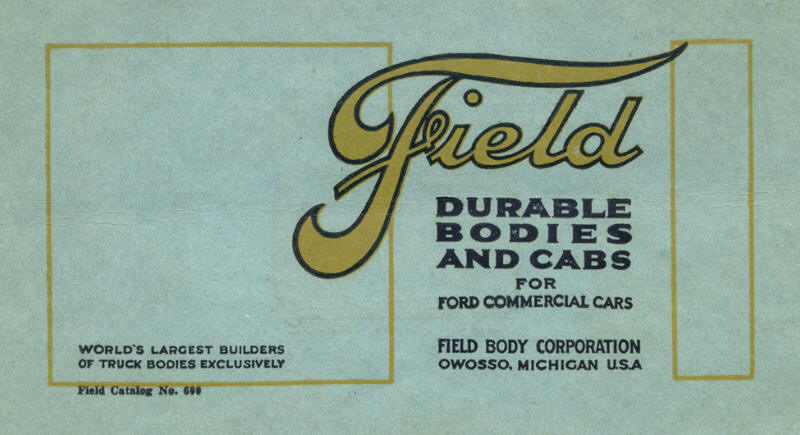 Field
DURABLE
BODIES
AND CABS
FOR
FORD COMMERCIAL CARS
WORLD'S LARGEST BUILDERS
OF TRUCK BODIES EXCLUSIVELY
FIELD BODY CORPORATION
OWOSSO, MICHIGAN U.S.A
Field Catalog No.